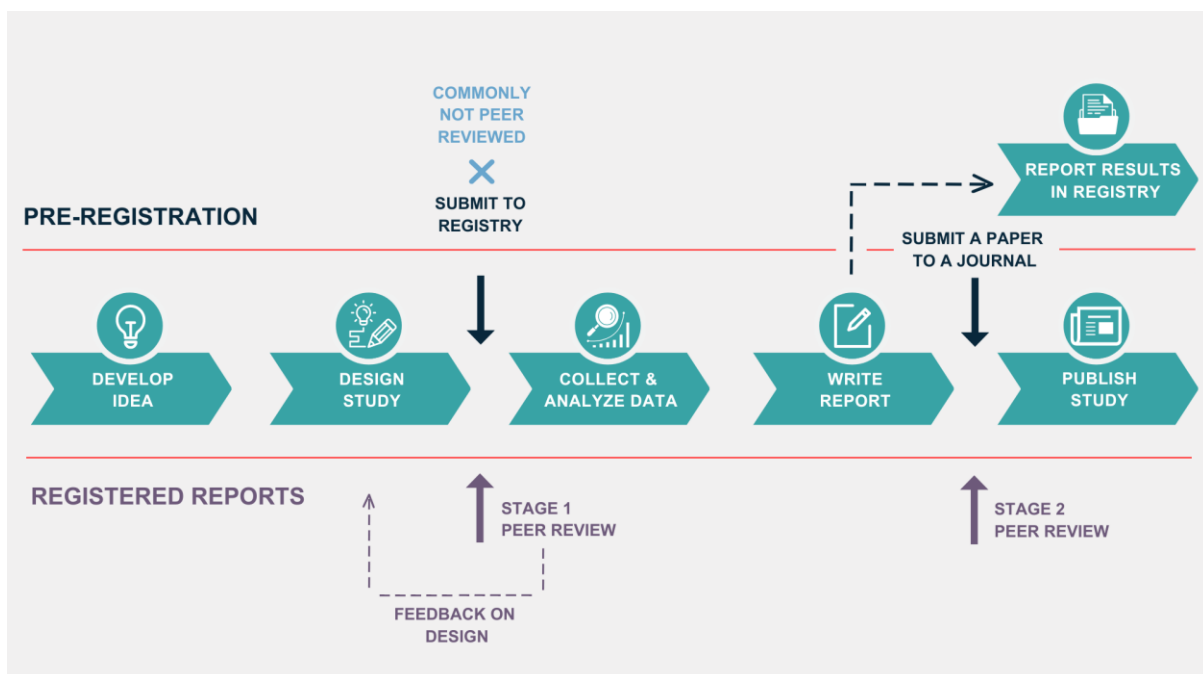 COMMONLY
NOT PEER
REVIEWED
SUBMIT TO
REGISTRY
PRE-REGISTRATION
REPORT RESULTS
IN REGISTRY
SUBMIT A PAPER
TO A JOURNAL
DEVELOP
IDEA
DESIGN
STUDY
COLLECT &
ANALYZE DATA
WRITE
REPORT
PUBLISH
STUDY
REGISTERED REPORTS
STAGE 1
PEER REVIEW
STAGE 2
PEER REVIEW
FEEDBACK ON
DESIGN